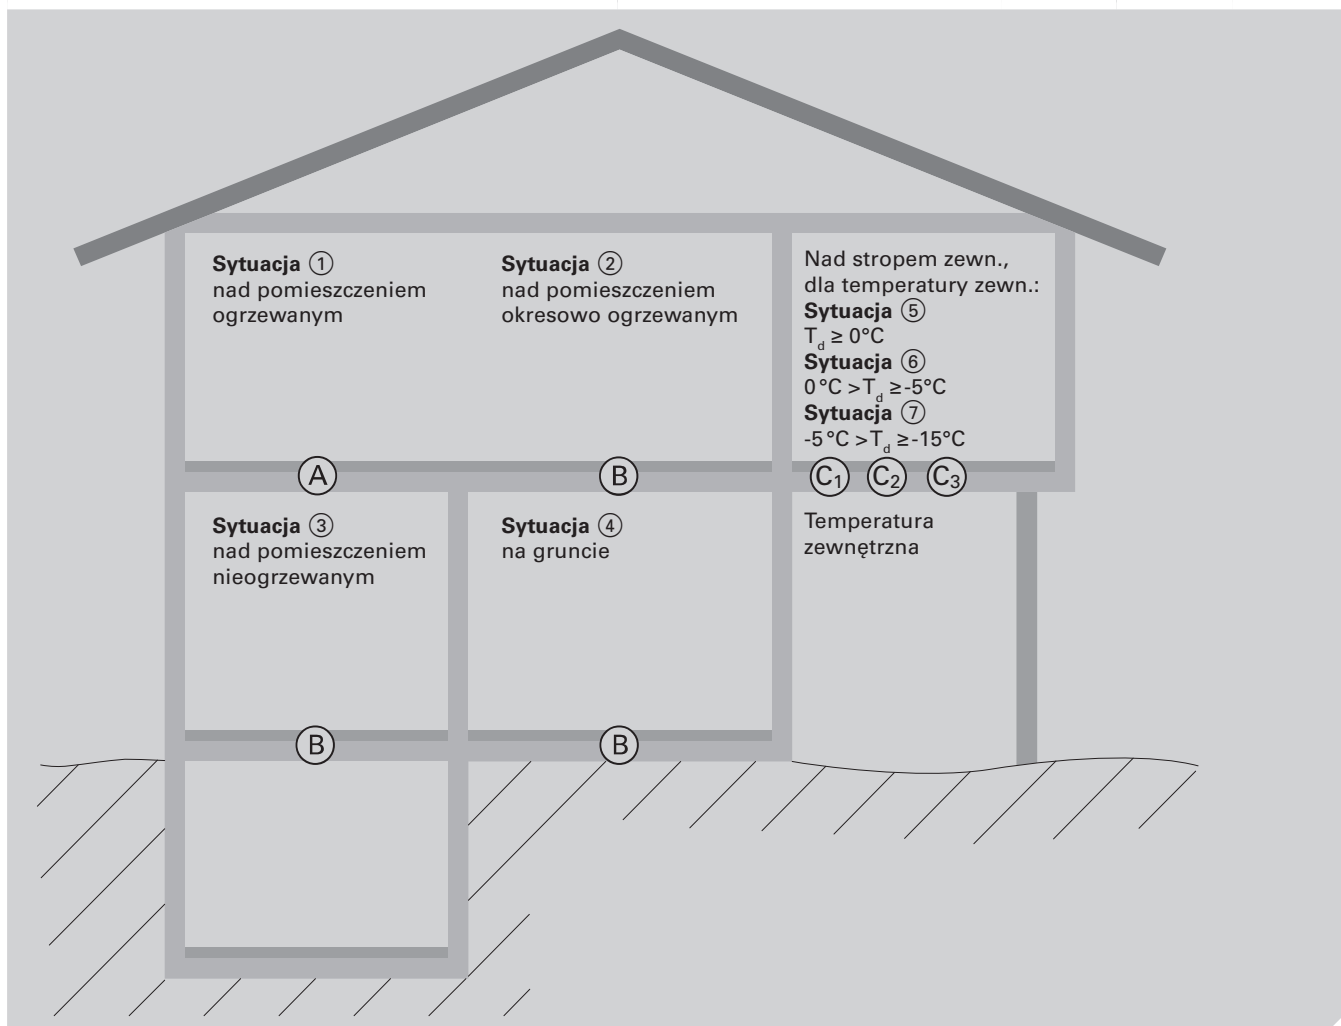 Sytuacja ①
nad pomieszczeniem
ogrzewanym
Sytuacja ②
nad pomieszczeniem
okresowo ogrzewanym
Nad stropem zewn.,
dla temperatury zewn.:
Sytuacja ⑤
T_d ≥ 0°C
Sytuacja ⑥
0°C >T_d ≥-5°C
Sytuacja ⑦
-5°C >T_d ≥-15°C
A
B
C₁ C₂ C₃
Sytuacja ③
nad pomieszczeniem
nieogrzewanym
Sytuacja ④
na gruncie
Temperatura
zewnętrzna
B
B